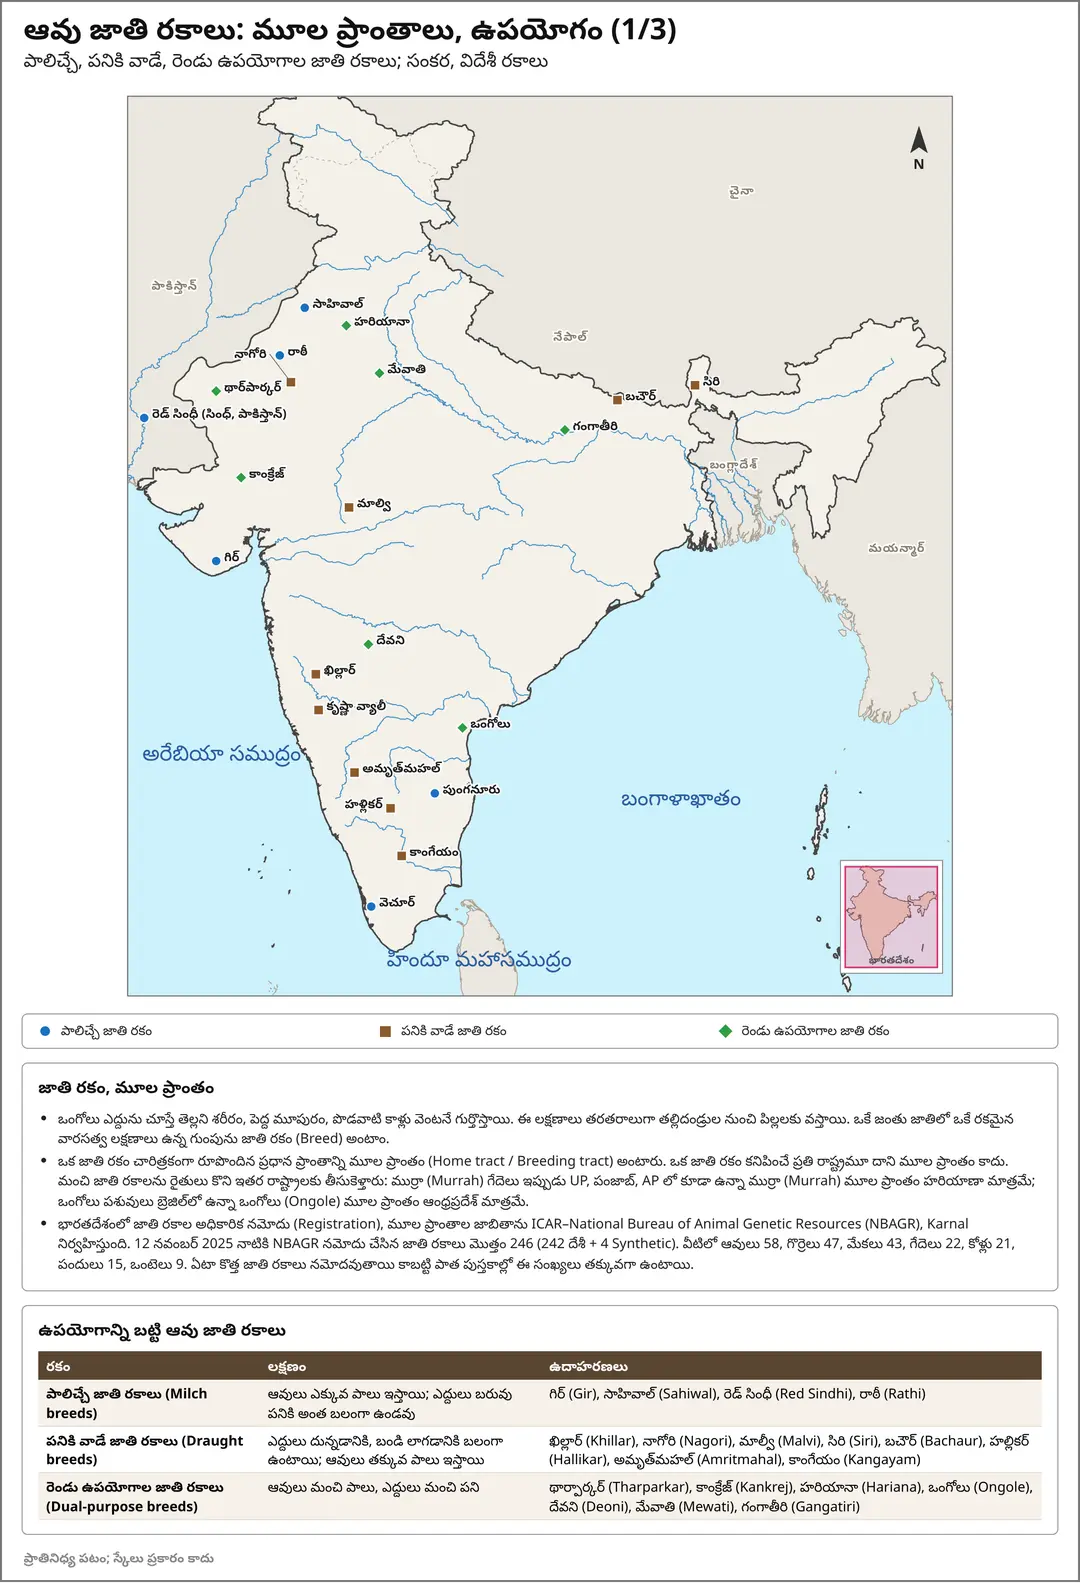 ఆవు జాతి రకాలు: మూల ప్రాంతాలు, ఉపయోగం (1/3)
పాలిచ్చే, పనికి వాడే, రెండు ఉపయోగాల జాతి రకాలు; సంకర, విదేశీ రకాలు
N
చైనా
పాకిస్తాన్
సాహివాల్
హరియానా
నేపాల్
నాగోరి
రాఠీ
మేవాతి
థార్‌పార్కర్
సిరి
బచౌర్
రెడ్ సింధీ (సింధ్, పాకిస్తాన్)
గంగాతీరి
కాంక్రేజ్
బంగ్లాదేశ్
మాల్వి
గిర్
మయన్మార్
దేవని
ఖిల్లార్
కృష్ణా వ్యాలీ
ఒంగోలు
అరేబియా సముద్రం
అమృత్‌మహల్
పుంగనూరు
బంగాళాఖాతం
హల్లికర్
కాంగేయం
వెచూర్
హిందూ మహాసముద్రం
భారతదేశం
పాలిచ్చే జాతి రకం
పనికి వాడే జాతి రకం
రెండు ఉపయోగాల జాతి రకం
జాతి రకం, మూల ప్రాంతం
• ఒంగోలు ఎద్దును చూస్తే తెల్లని శరీరం, పెద్ద మూపురం, పొడవాటి కాళ్లు వెంటనే గుర్తొస్తాయి. ఈ లక్షణాలు తరతరాలుగా తల్లిదండ్రుల నుంచి పిల్లలకు వస్తాయి. ఒకే జంతు జాతిలో ఒకే రకమైన
వారసత్వ లక్షణాలు ఉన్న గుంపును జాతి రకం (Breed) అంటాం.
• ఒక జాతి రకం చారిత్రకంగా రూపొందిన ప్రధాన ప్రాంతాన్ని మూల ప్రాంతం (Home tract / Breeding tract) అంటారు. ఒక జాతి రకం కనిపించే ప్రతి రాష్ట్రమూ దాని మూల ప్రాంతం కాదు.
మంచి జాతి రకాలను రైతులు కొని ఇతర రాష్ట్రాలకు తీసుకెళ్తారు: ముర్రా (Murrah) గేదెలు ఇప్పుడు UP, పంజాబ్, AP లో కూడా ఉన్నా ముర్రా (Murrah) మూల ప్రాంతం హరియాణా మాత్రమే;
ఒంగోలు పశువులు బ్రెజిల్‌లో ఉన్నా ఒంగోలు (Ongole) మూల ప్రాంతం ఆంధ్రప్రదేశ్ మాత్రమే.
• భారతదేశంలో జాతి రకాల అధికారిక నమోదు (Registration), మూల ప్రాంతాల జాబితాను ICAR–National Bureau of Animal Genetic Resources (NBAGR), Karnal
నిర్వహిస్తుంది. 12 నవంబర్ 2025 నాటికి NBAGR నమోదు చేసిన జాతి రకాలు మొత్తం 246 (242 దేశీ + 4 Synthetic). వీటిలో ఆవులు 58, గొర్రెలు 47, మేకలు 43, గేదెలు 22, కోళ్లు 21,
పందులు 15, ఒంటెలు 9. ఏటా కొత్త జాతి రకాలు నమోదవుతాయి కాబట్టి పాత పుస్తకాల్లో ఈ సంఖ్యలు తక్కువగా ఉంటాయి.
ఉపయోగాన్ని బట్టి ఆవు జాతి రకాలు
రకం
లక్షణం
ఉదాహరణలు
పాలిచ్చే జాతి రకాలు (Milch
breeds)
ఆవులు ఎక్కువ పాలు ఇస్తాయి; ఎద్దులు బరువు
పనికి అంత బలంగా ఉండవు
గిర్ (Gir), సాహివాల్ (Sahiwal), రెడ్ సింధీ (Red Sindhi), రాఠీ (Rathi)
పనికి వాడే జాతి రకాలు (Draught
breeds)
ఎద్దులు దున్నడానికి, బండి లాగడానికి బలంగా
ఉంటాయి; ఆవులు తక్కువ పాలు ఇస్తాయి
ఖిల్లార్ (Khillar), నాగోరి (Nagori), మాల్వీ (Malvi), సిరి (Siri), బచౌర్ (Bachaur), హల్లికర్
(Hallikar), అమృత్‌మహల్ (Amritmahal), కాంగేయం (Kangayam)
రెండు ఉపయోగాల జాతి రకాలు
(Dual-purpose breeds)
ఆవులు మంచి పాలు, ఎద్దులు మంచి పని
థార్పార్కర్ (Tharparkar), కాంక్రేజ్ (Kankrej), హరియానా (Hariana), ఒంగోలు (Ongole),
దేవని (Deoni), మేవాతి (Mewati), గంగాతీరి (Gangatiri)
ప్రాతినిధ్య పటం; స్కేలు ప్రకారం కాదు